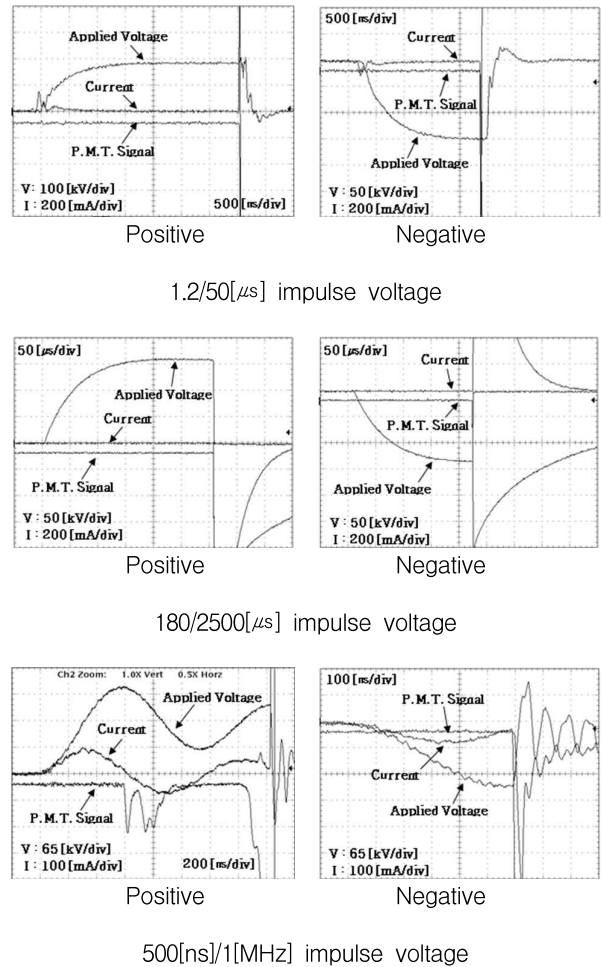 Applied Voltage
Current
P.M.T. Signal
V: 100[kV/div]
I : 200[mA/div]
500[ns/div]
Positive
500[ns/div]
Current
P.M.T. Signal
Applied Voltage
V : 50[kV/div]
I : 200[mA/div]
Negative
1.2/50[㎲] impulse voltage
50[μs/div]
Applied Voltage
Current
P.M.T. Signal
V : 50[kV/div]
I : 200[mA/div]
Positive
50[μs/div]
Current
P.M.T. Signal
Applied Voltage
V : 50[kV/div]
I : 200[mA/div]
Negative
180/2500[㎲] impulse voltage
Ch2 Zoom: 1.0X Vert 0.5X Horz
Applied Voltage
Current
P.M.T. Signal
V : 65[kV/div]
I : 100[mA/div]
200[ns/div]
Positive
100[ns/div]
P.M.T. Signal
Current
Applied Voltage
V : 65[kV/div]
I : 100[mA/div]
Negative
500[ns]/1[MHz] impulse voltage